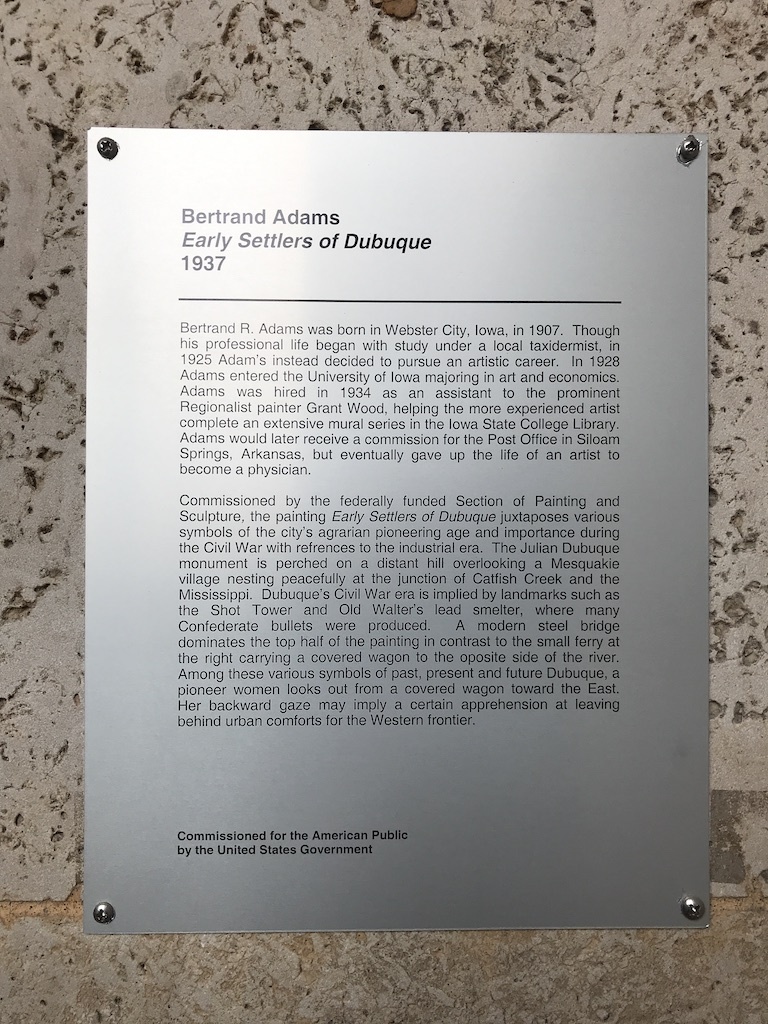 Bertrand Adams
Early Settlers of Dubuque
1937
Bertrand R. Adams was born in Webster City, Iowa, in 1907. Though
his professional life began with study under a local taxidermist, in
1925 Adam's instead decided to pursue an artistic career. In 1928
Adams entered the University of Iowa majoring in art and economics.
Adams was hired in 1934 as an assistant to the prominent
Regionalist painter Grant Wood, helping the more experienced artist
complete an extensive mural series in the Iowa State College Library.
Adams would later receive a commission for the Post Office in Siloam
Springs, Arkansas, but eventually gave up the life of an artist to
become a physician.
Commissioned by the federally funded Section of Painting and
Sculpture, the painting Early Settlers of Dubuque juxtaposes various
symbols of the city's agrarian pioneering age and importance during
the Civil War with refrences to the industrial era. The Julian Dubuque
monument is perched on a distant hill overlooking a Mesquakie
village nesting peacefully at the junction of Catfish Creek and the
Mississippi. Dubuque's Civil War era is implied by landmarks such as
the Shot Tower and Old Walter's lead smelter, where many
Confederate bullets were produced. A modern steel bridge
dominates the top half of the painting in contrast to the small ferry at
the right carrying a covered wagon to the oposite side of the river.
Among these various symbols of past, present and future Dubuque, a
pioneer women looks out from a covered wagon toward the East.
Her backward gaze may imply a certain apprehension at leaving
behind urban comforts for the Western frontier.
Commissioned for the American Public
by the United States Government